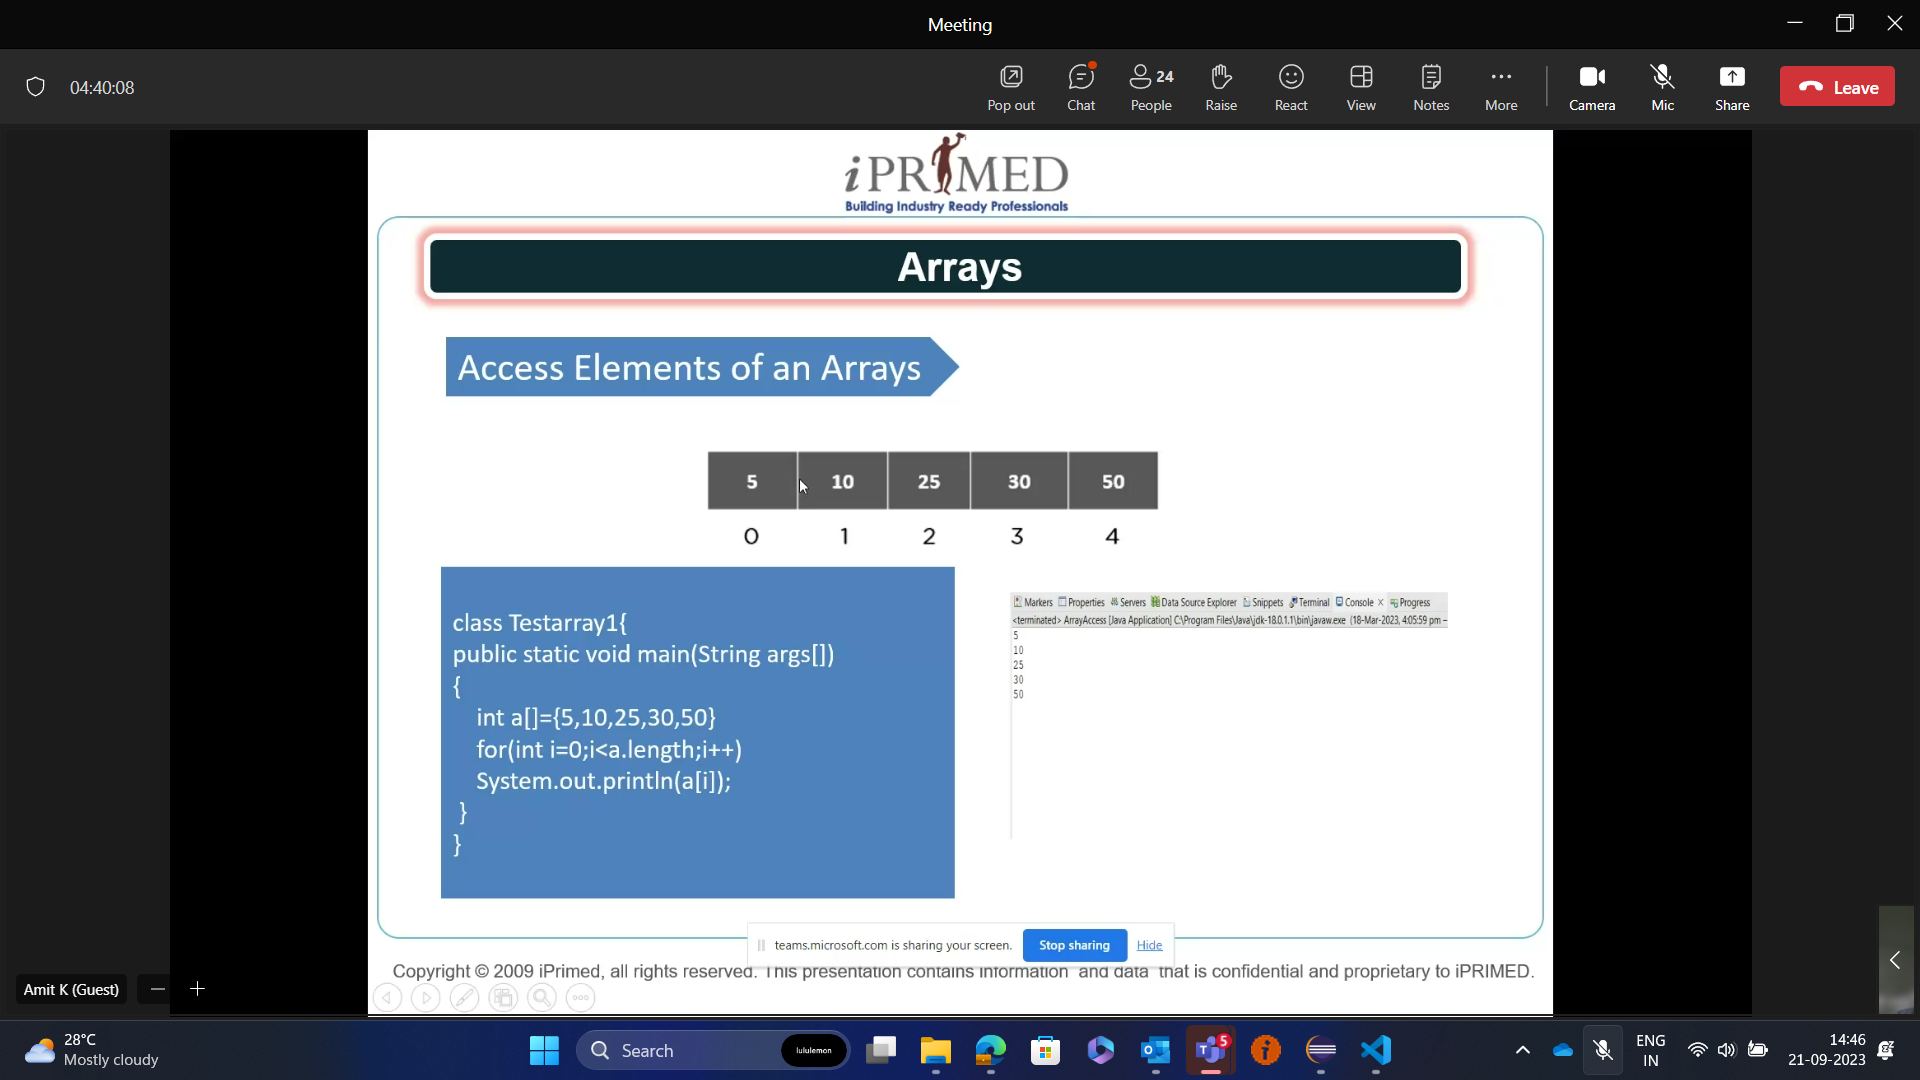 Meeting
04:40:08
Pop out
Chat
24
People
Raise
React
View
Notes
More
Camera
Mic
Share
Leave
iPRIMED
Building Industry Ready Professionals
Arrays
Access Elements of an Arrays
5 10 25 30 50
0 1 2 3 4
class Testarray1{
public static void main(String args[])
{
int a[]={5,10,25,30,50}
for(int i=0;i<a.length;i++)
System.out.println(a[i]);
}
}
Markers Properties Servers Data Source Explorer Snippets Terminal Console Progress
<terminated> ArrayAccess [Java Application] C:\Program Files\Java\jdk-18.0.1.1\bin\javaw.exe (18-Mar-2023, 4:05:59 pm –
5
10
25
30
50
teams.microsoft.com is sharing your screen.
Stop sharing
Hide
Copyright © 2009 iPrimed, all rights reserved. This presentation contains information and data that is confidential and proprietary to iPRIMED.
Amit K (Guest)
28°C
Mostly cloudy
Search
lululemon
5
ENG
IN
14:46
21-09-2023